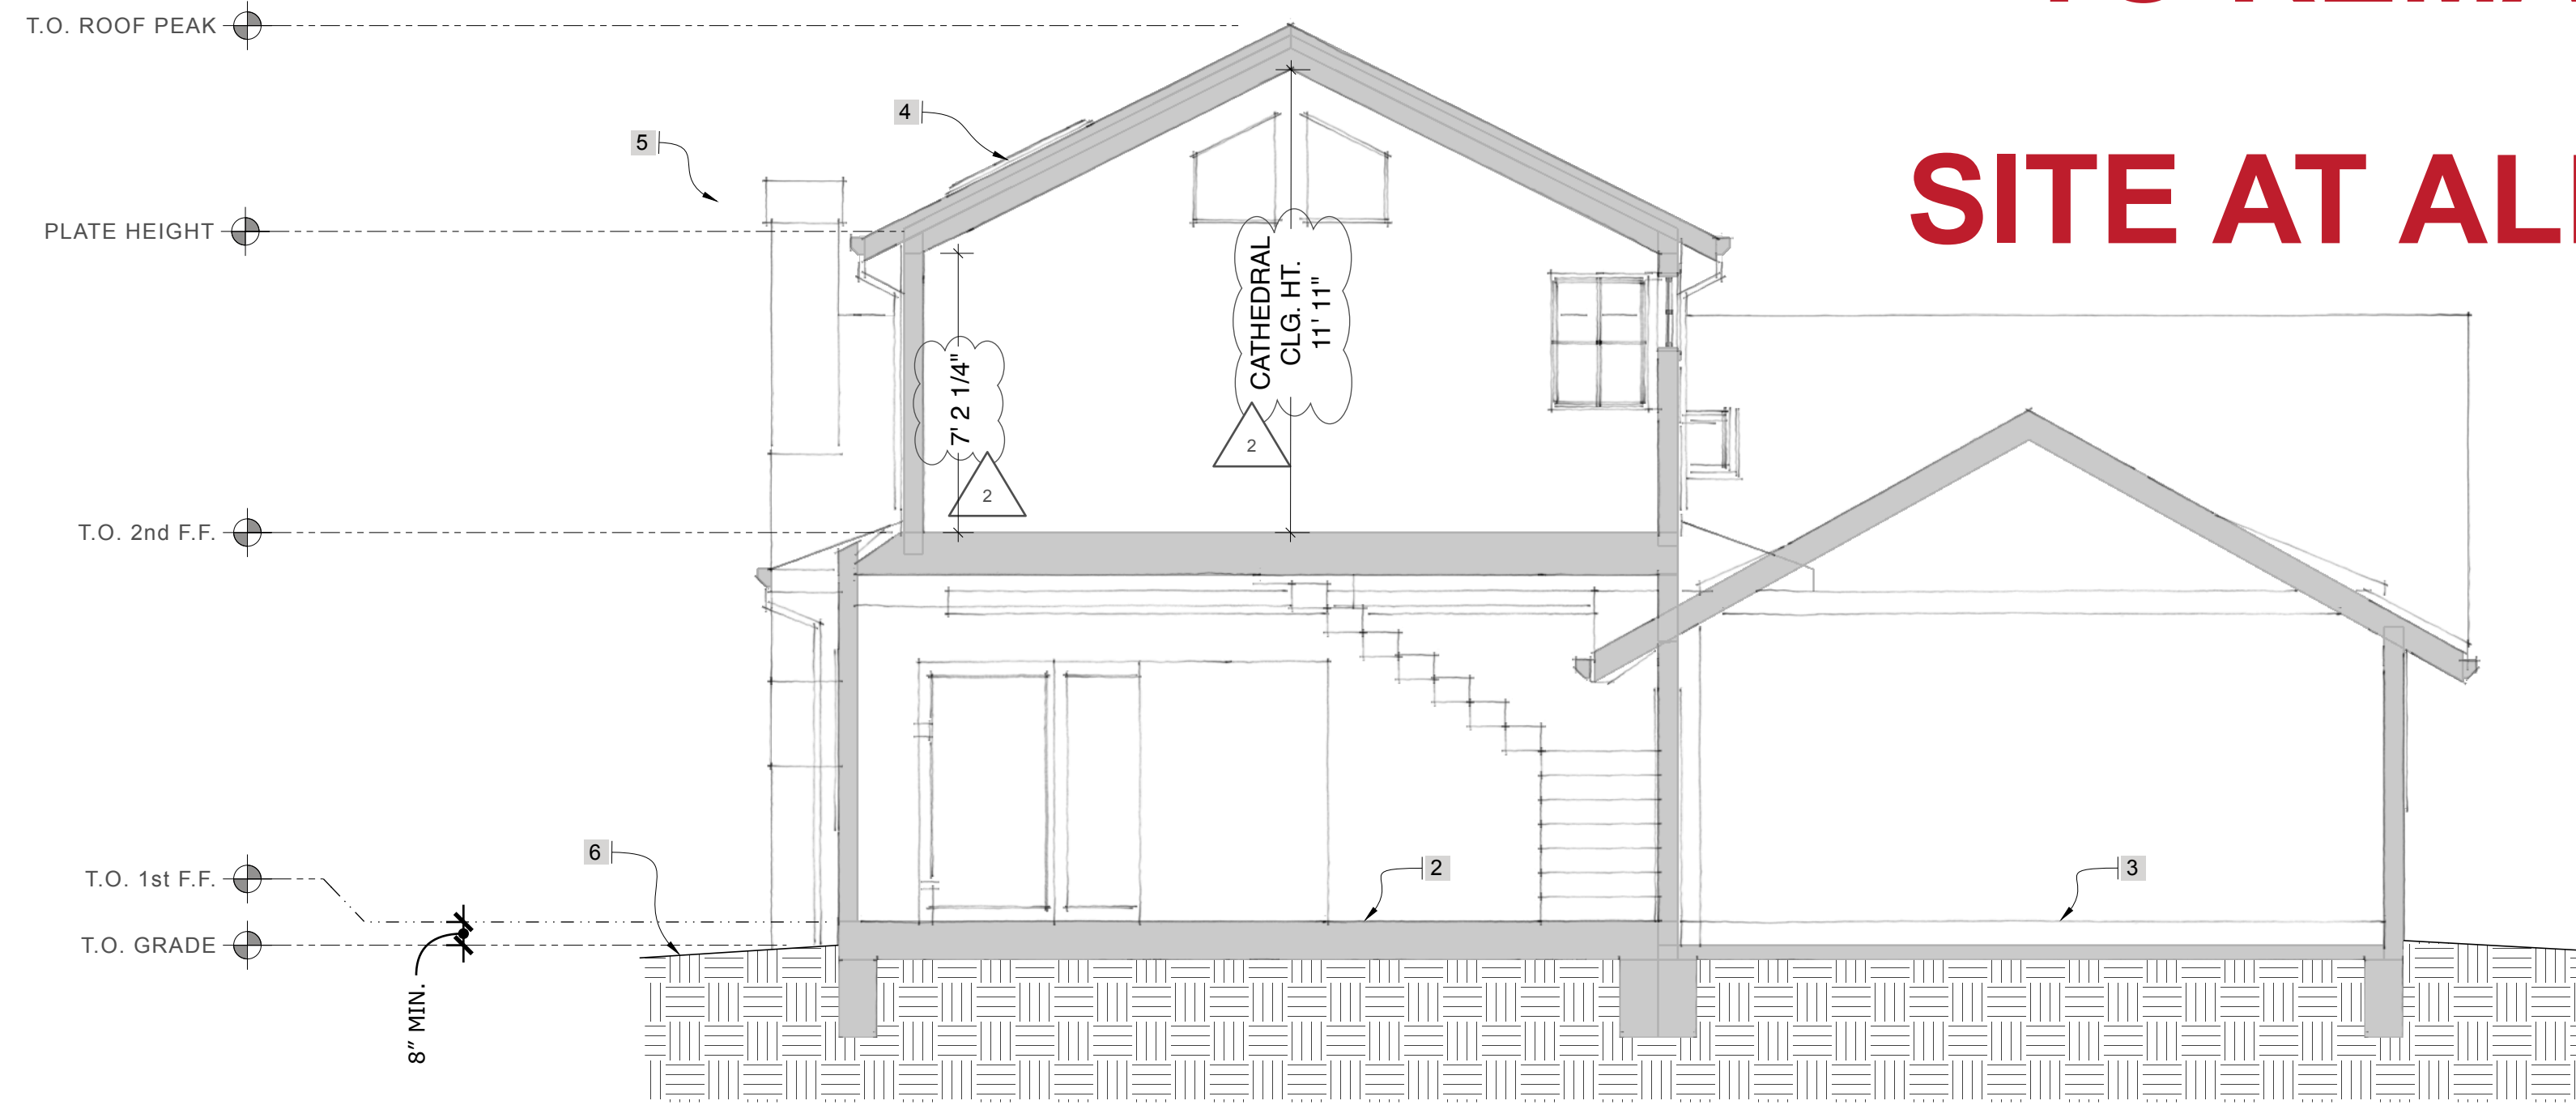 T.O. ROOF PEAK
SITE AT AL
4
5
PLATE HEIGHT
CATHEDRAL
CLG. HT.
11' 11"
7' 2 1/4"
2
2
T.O. 2nd F.F.
6
2
3
T.O. 1st F.F.
T.O. GRADE
8" MIN.